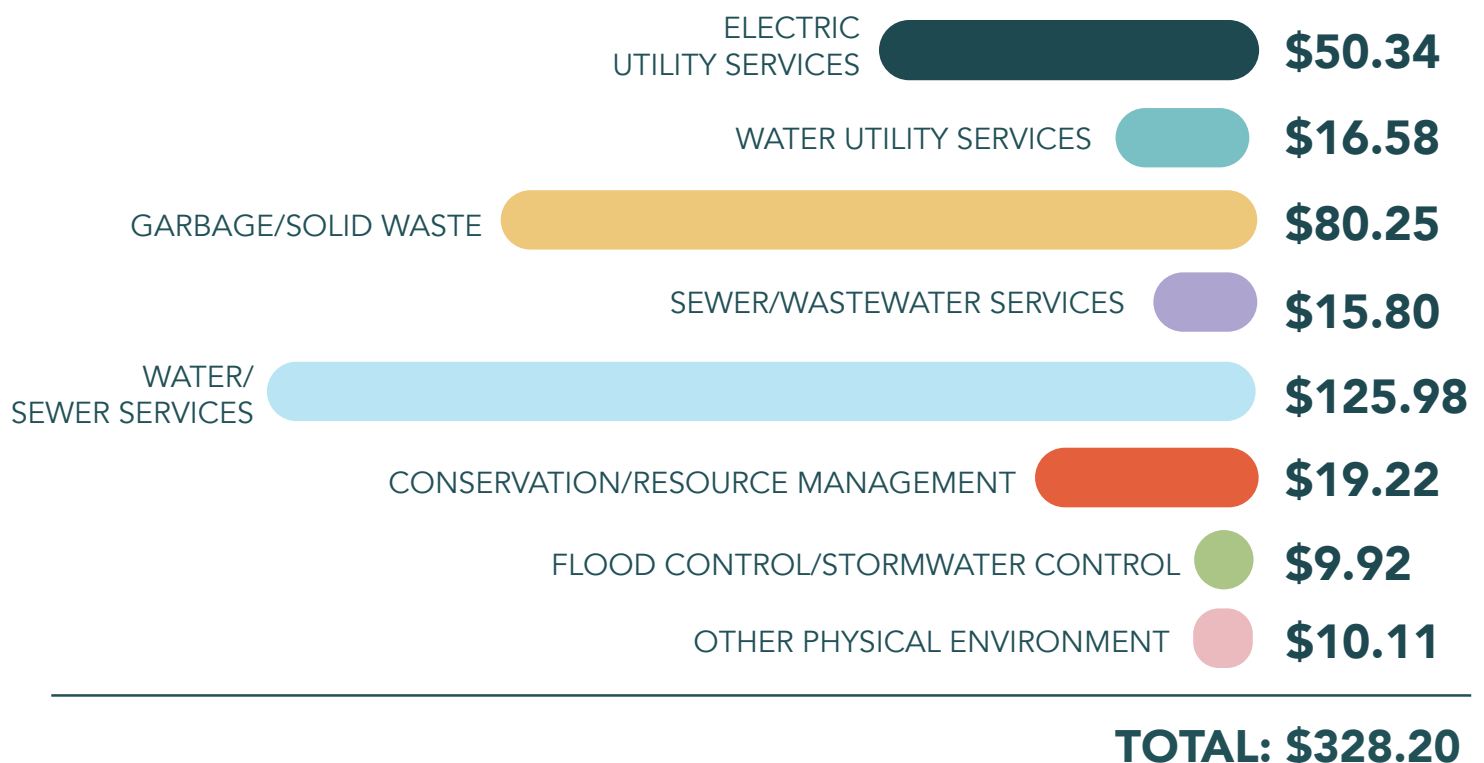 ELECTRIC
UTILITY SERVICES
$50.34
WATER UTILITY SERVICES
$16.58
GARBAGE/SOLID WASTE
$80.25
SEWER/WASTEWATER SERVICES
$15.80
WATER/
SEWER SERVICES
$125.98
CONSERVATION/RESOURCE MANAGEMENT
$19.22
FLOOD CONTROL/STORMWATER CONTROL
$9.92
OTHER PHYSICAL ENVIRONMENT
$10.11
TOTAL: $328.20